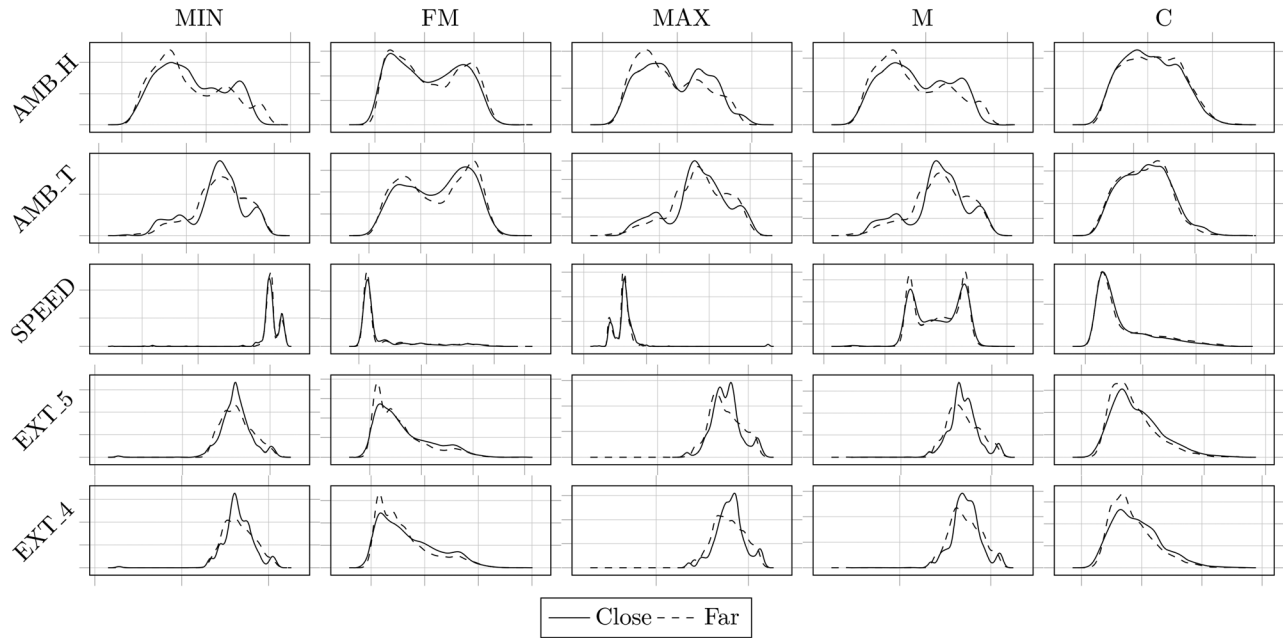 MIN FM MAX M C
AMB_H
AMB_T
SPEED
EXT_5
EXT_4
Close Far